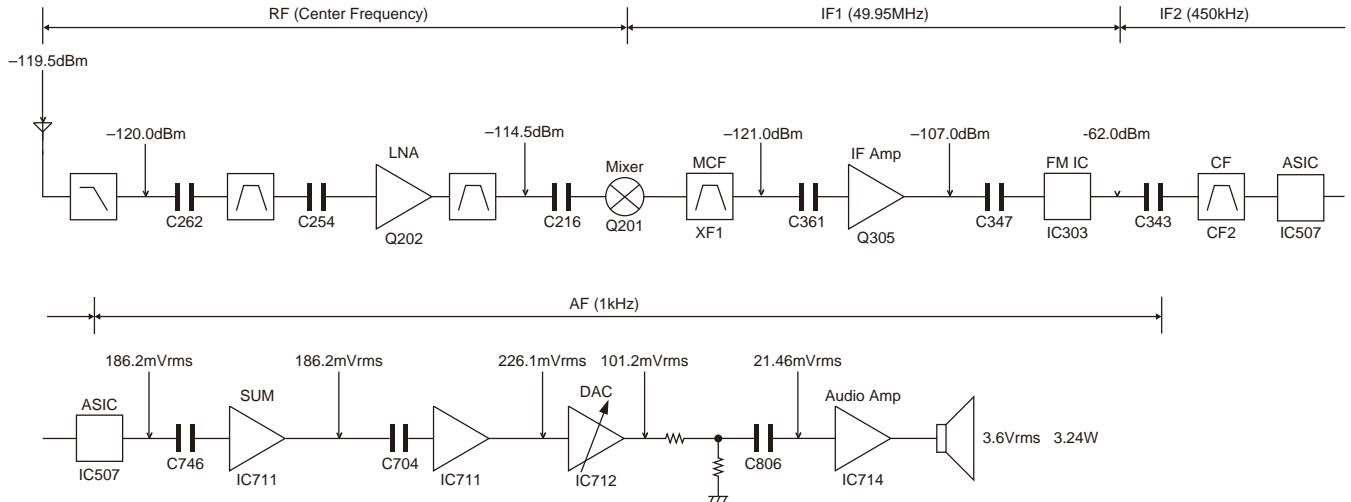 RF (Center Frequency)
IF1 (49.95MHz)
IF2 (450kHz)
–119.5dBm
–120.0dBm
–114.5dBm
–121.0dBm
–107.0dBm
-62.0dBm
LNA
Mixer
MCF
IF Amp
FM IC
CF
ASIC
C262
C254
Q202
C216
Q201
XF1
C361
Q305
C347
IC303
C343
CF2
IC507
AF (1kHz)
186.2mVrms
186.2mVrms
226.1mVrms
101.2mVrms
21.46mVrms
ASIC
SUM
DAC
Audio Amp
3.6Vrms 3.24W
IC507
C746
IC711
C704
IC711
IC712
C806
IC714